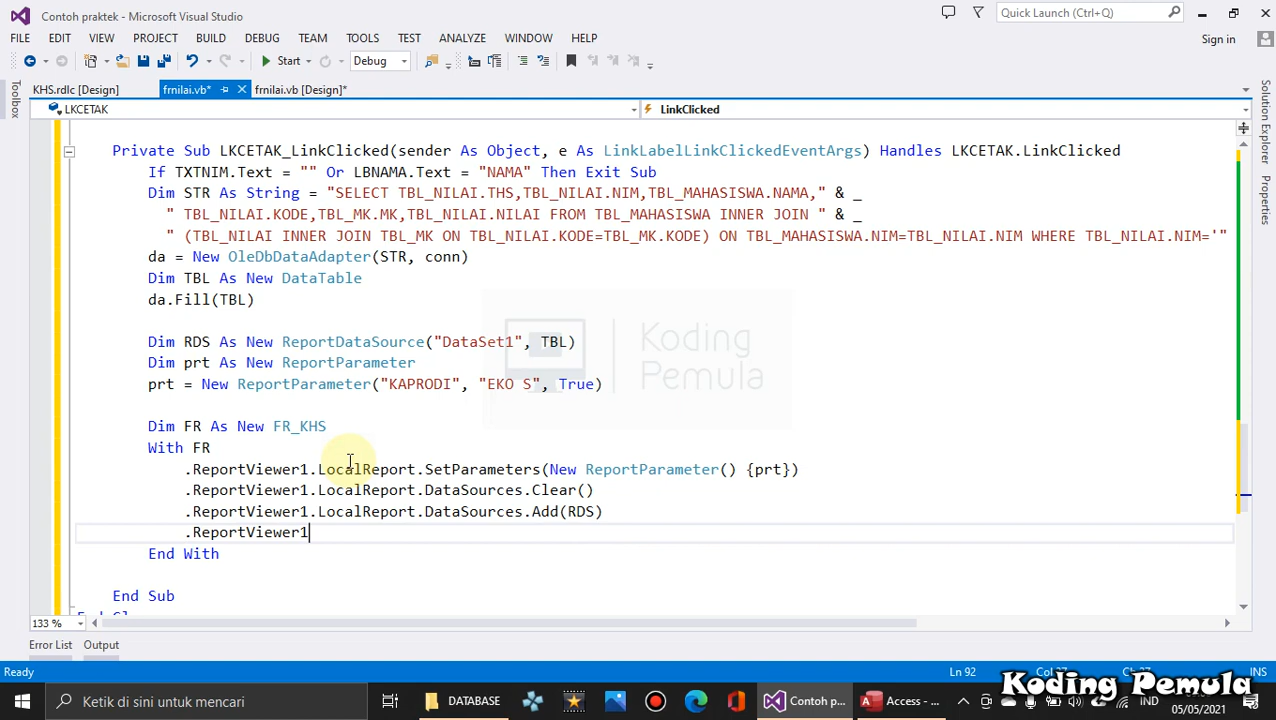 Contoh praktek - Microsoft Visual Studio
Quick Launch (Ctrl+Q)
FILE EDIT VIEW PROJECT BUILD DEBUG TEAM TOOLS TEST ANALYZE WINDOW HELP
Sign in
Start Debug
KHS.rdlc [Design] frnilai.vb* frnilai.vb [Design]*
LKCETAK LinkClicked
Toolbox
Solution Explorer
Properties
Private Sub LKCETAK_LinkClicked(sender As Object, e As LinkLabelLinkClickedEventArgs) Handles LKCETAK.LinkClicked
If TXTNIM.Text = "" Or LBNAMA.Text = "NAMA" Then Exit Sub
Dim STR As String = "SELECT TBL_NILAI.THS,TBL_NILAI.NIM,TBL_MAHASISWA.NAMA," & _
" TBL_NILAI.KODE,TBL_MK.MK,TBL_NILAI.NILAI FROM TBL_MAHASISWA INNER JOIN " & _
" (TBL_NILAI INNER JOIN TBL_MK ON TBL_NILAI.KODE=TBL_MK.KODE) ON TBL_MAHASISWA.NIM=TBL_NILAI.NIM WHERE TBL_NILAI.NIM='"
da = New OleDbDataAdapter(STR, conn)
Dim TBL As New DataTable
da.Fill(TBL)
Dim RDS As New ReportDataSource("DataSet1", TBL)
Dim prt As New ReportParameter
prt = New ReportParameter("KAPRODI", "EKO S", True)
Koding
Pemula
Dim FR As New FR_KHS
With FR
.ReportViewer1.LocalReport.SetParameters(New ReportParameter() {prt})
.ReportViewer1.LocalReport.DataSources.Clear()
.ReportViewer1.LocalReport.DataSources.Add(RDS)
.ReportViewer1
End With
End Sub
133 %
Error List Output
Ready Ln 92 INS
Ketik di sini untuk mencari
DATABASE
Contoh p...
Access - ...
IND
05/05/2021
Koding Pemula